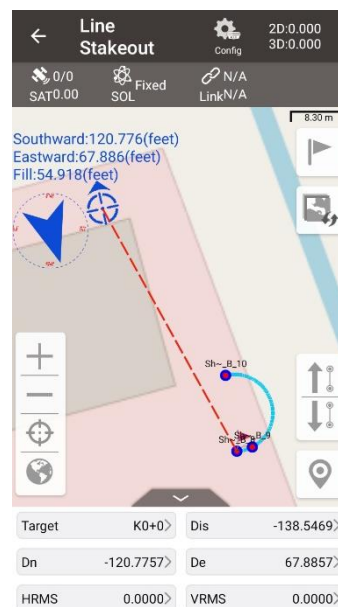 Line
Stakeout
Config
2D:0.000
3D:0.000
0/0
SAT0.00
Fixed
SOL
N/A
LinkN/A
8.30 m
Southward:120.776(feet)
Eastward:67.886(feet)
Fill:54.918(feet)
Sh~_B_10
Target
K0+0
Dis
-138.5469
Dn
-120.7757
De
67.8857
HRMS
0.0000
VRMS
0.0000